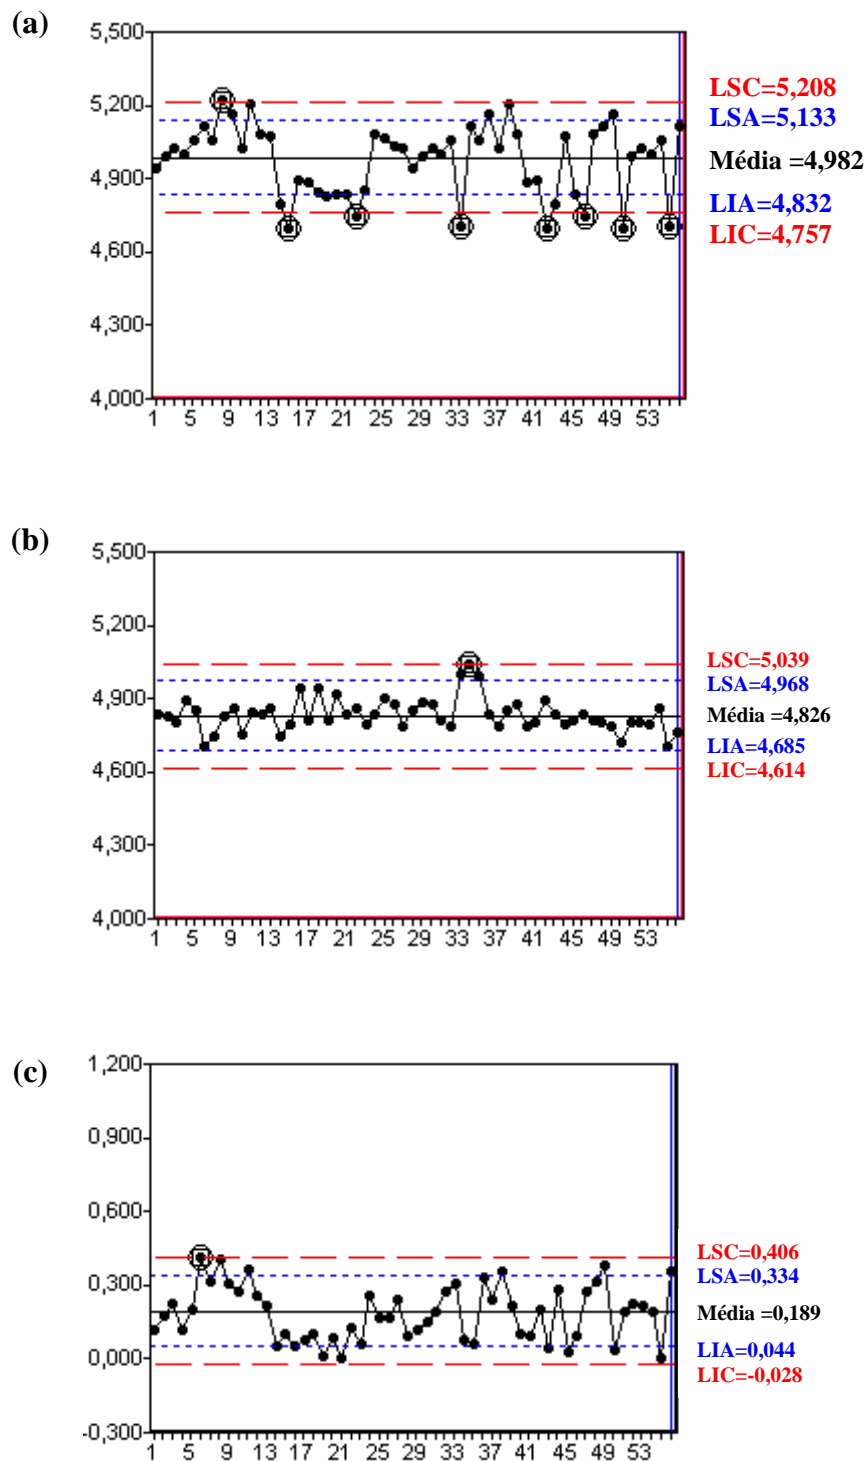 (a)
5,500
5,200
4,900
4,600
4,300
4,000
1 5 9 13 17 21 25 29 33 37 41 45 49 53
LSC=5,208
LSA=5,133
Média =4,982
LIA=4,832
LIC=4,757
(b)
5,500
5,200
4,900
4,600
4,300
4,000
1 5 9 13 17 21 25 29 33 37 41 45 49 53
LSC=5,039
LSA=4,968
Média =4,826
LIA=4,685
LIC=4,614
(c)
1,200
0,900
0,600
0,300
0,000
-0,300
1 5 9 13 17 21 25 29 33 37 41 45 49 53
LSC=0,406
LSA=0,334
Média =0,189
LIA=0,044
LIC=-0,028